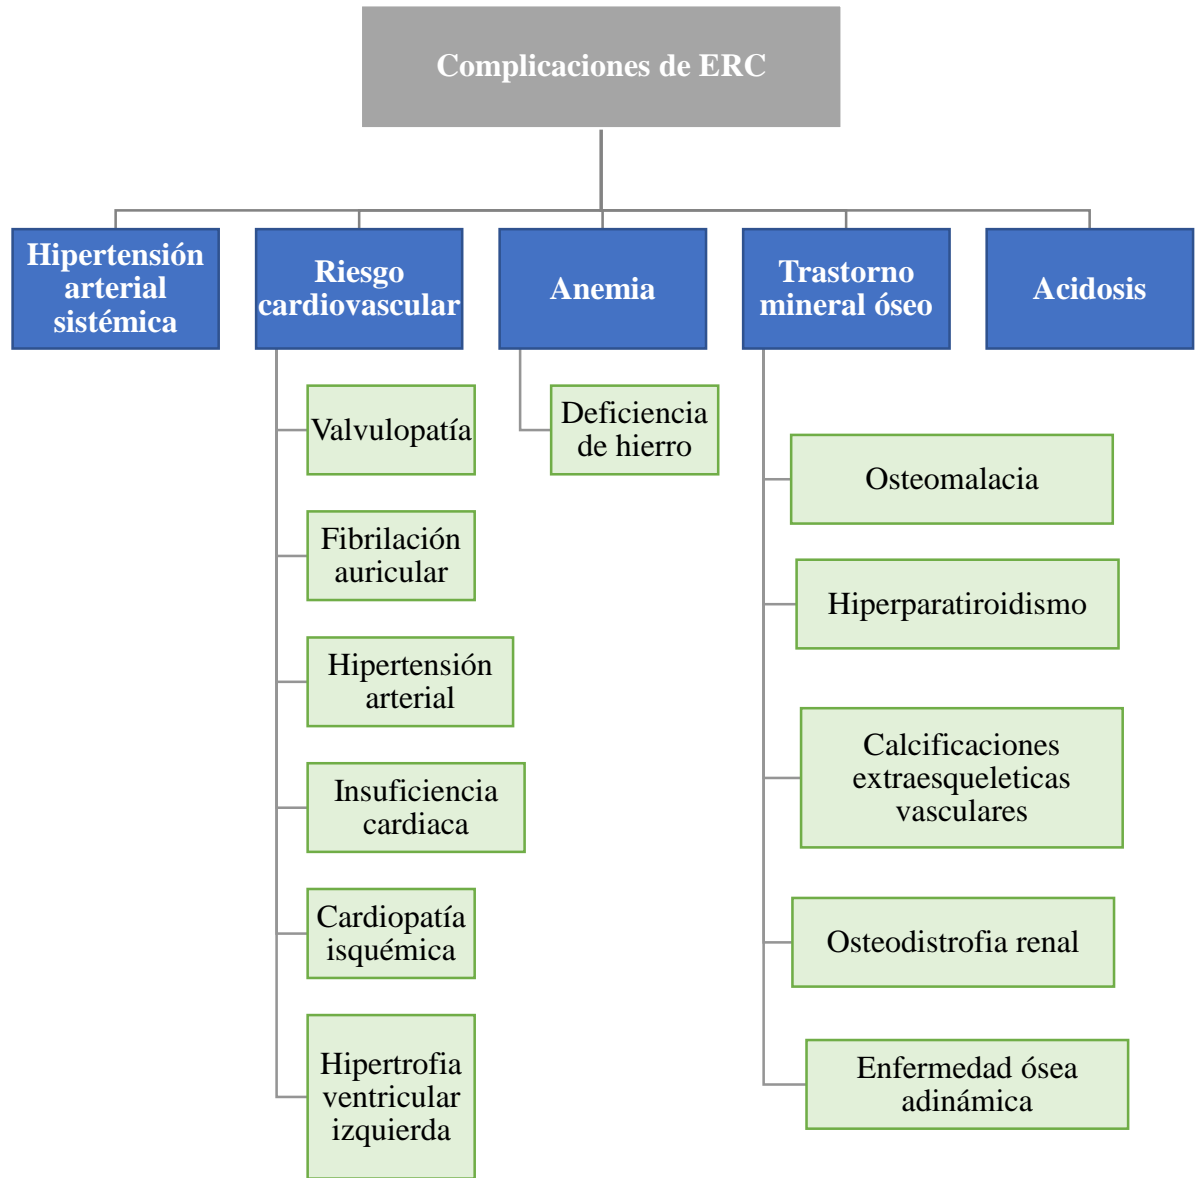 Complicaciones de ERC
Hipertensión
arterial
sistémica
Riesgo
cardiovascular
Anemia
Trastorno
mineral óseo
Acidosis
Valvulopatía
Fibrilación
auricular
Hipertensión
arterial
Insuficiencia
cardiaca
Cardiopatía
isquémica
Hipertrofia
ventricular
izquierda
Deficiencia
de hierro
Osteomalacia
Hiperparatiroidismo
Calcificaciones
extraesqueleticas
vasculares
Osteodistrofia renal
Enfermedad ósea
adinámica